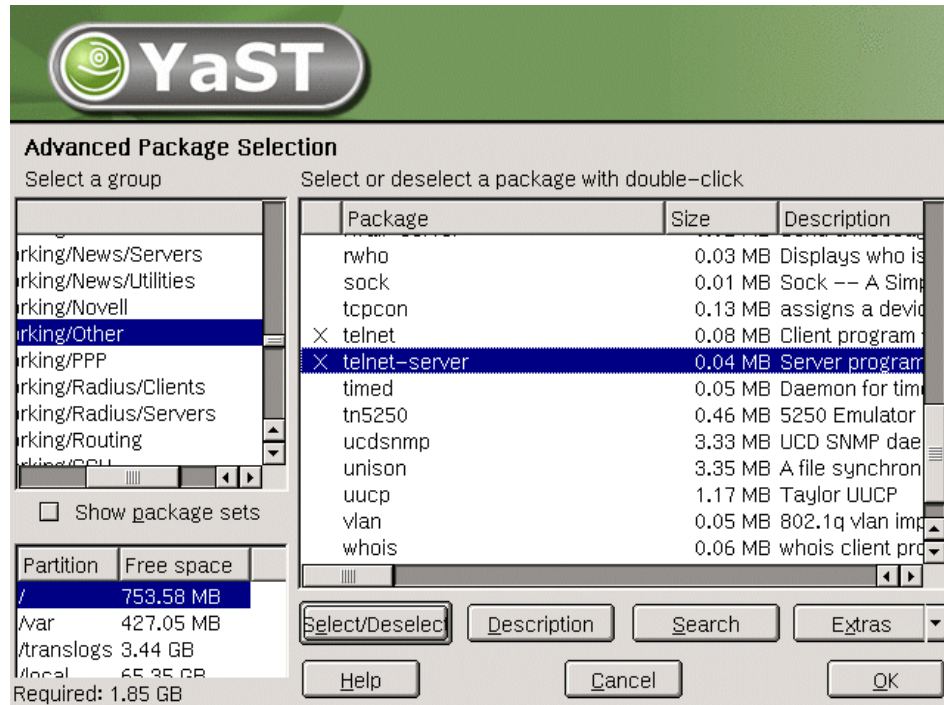 YaST
Advanced Package Selection
Select a group
Select or deselect a package with double-click
rking/News/Servers
rking/News/Utilities
rking/Novell
rking/Other
rking/PPP
rking/Radius/Clients
rking/Radius/Servers
rking/Routing
Show package sets
Partition Free space
/ 753.58 MB
/var 427.05 MB
/translogs 3.44 GB
/local 65.35 GB
Required: 1.85 GB
Package Size Description
rwho 0.03 MB Displays who is
sock 0.01 MB Sock -- A Simp
tcpcon 0.13 MB assigns a devic
X telnet 0.08 MB Client program
X telnet-server 0.04 MB Server program
timed 0.05 MB Daemon for time
tn5250 0.46 MB 5250 Emulator
ucdsnmp 3.33 MB UCD SNMP dae
unison 3.35 MB A file synchron
uucp 1.17 MB Taylor UUCP
vlan 0.05 MB 802.1q vlan imp
whois 0.06 MB whois client pro
Select/Deselect Description Search Extras
Help Cancel OK